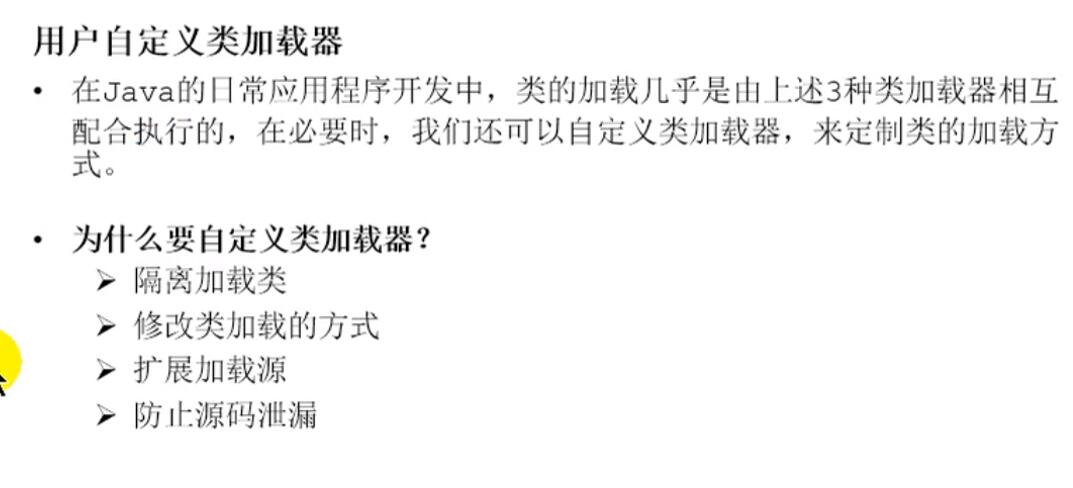 用户自定义类加载器
• 在Java的日常应用程序开发中，类的加载几乎是由上述3种类加载器相互
配合执行的，在必要时，我们还可以自定义类加载器，来定制类的加载方
式。
• 为什么要自定义类加载器？
➢ 隔离加载类
➢ 修改类加载的方式
➢ 扩展加载源
➢ 防止源码泄漏